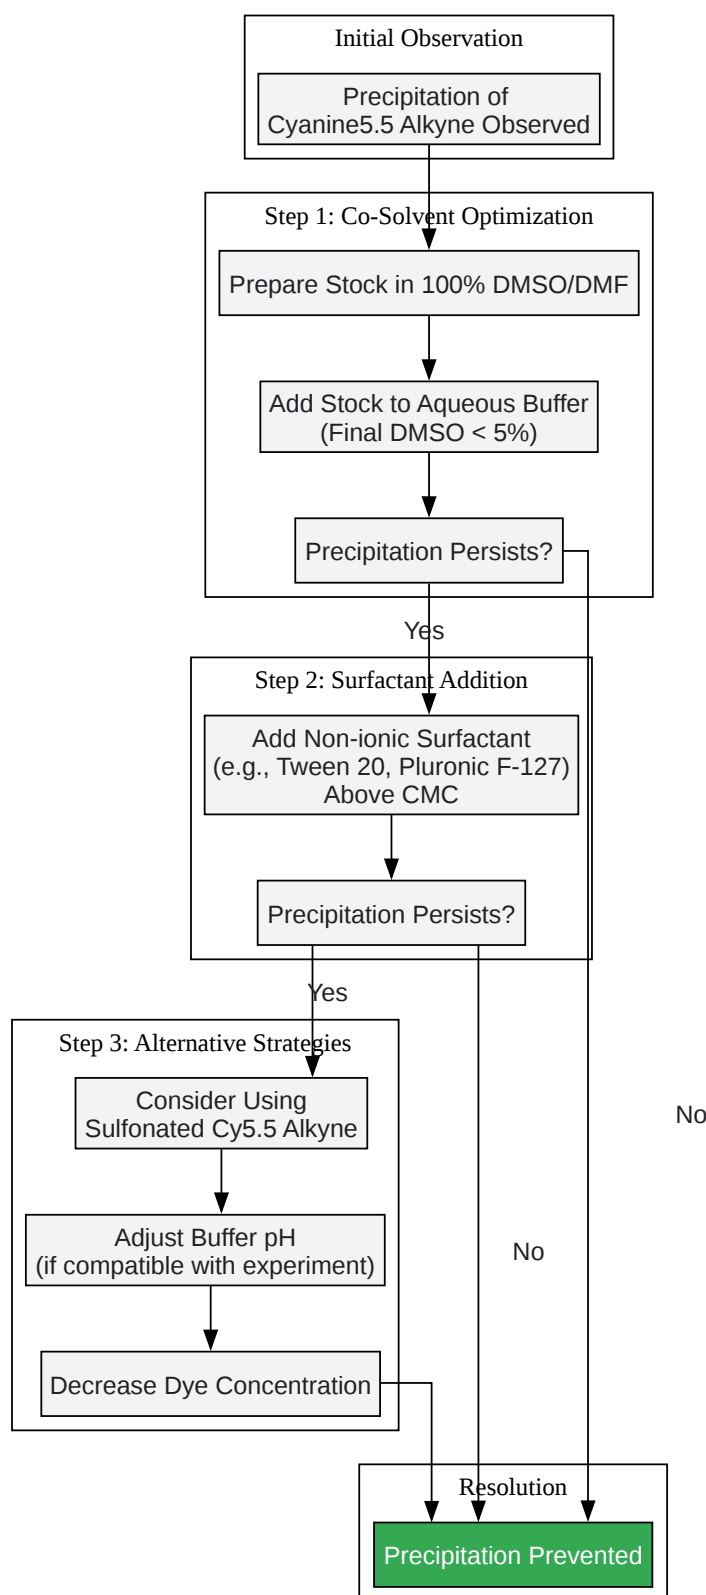 Initial Observation
Precipitation of
Cyanine5.5 Alkyne Observed
Step 1: Co-Solvent Optimization
Prepare Stock in 100% DMSO/DMF
Add Stock to Aqueous Buffer
(Final DMSO < 5%)
Precipitation Persists?
Yes
Step 2: Surfactant Addition
Add Non-ionic Surfactant
(e.g., Tween 20, Pluronic F-127)
Above CMC
Precipitation Persists?
Yes
Step 3: Alternative Strategies
Consider Using
Sulfonated Cy5.5 Alkyne
No
Adjust Buffer pH
(if compatible with experiment)
No
Decrease Dye Concentration
Resolution
Precipitation Prevented